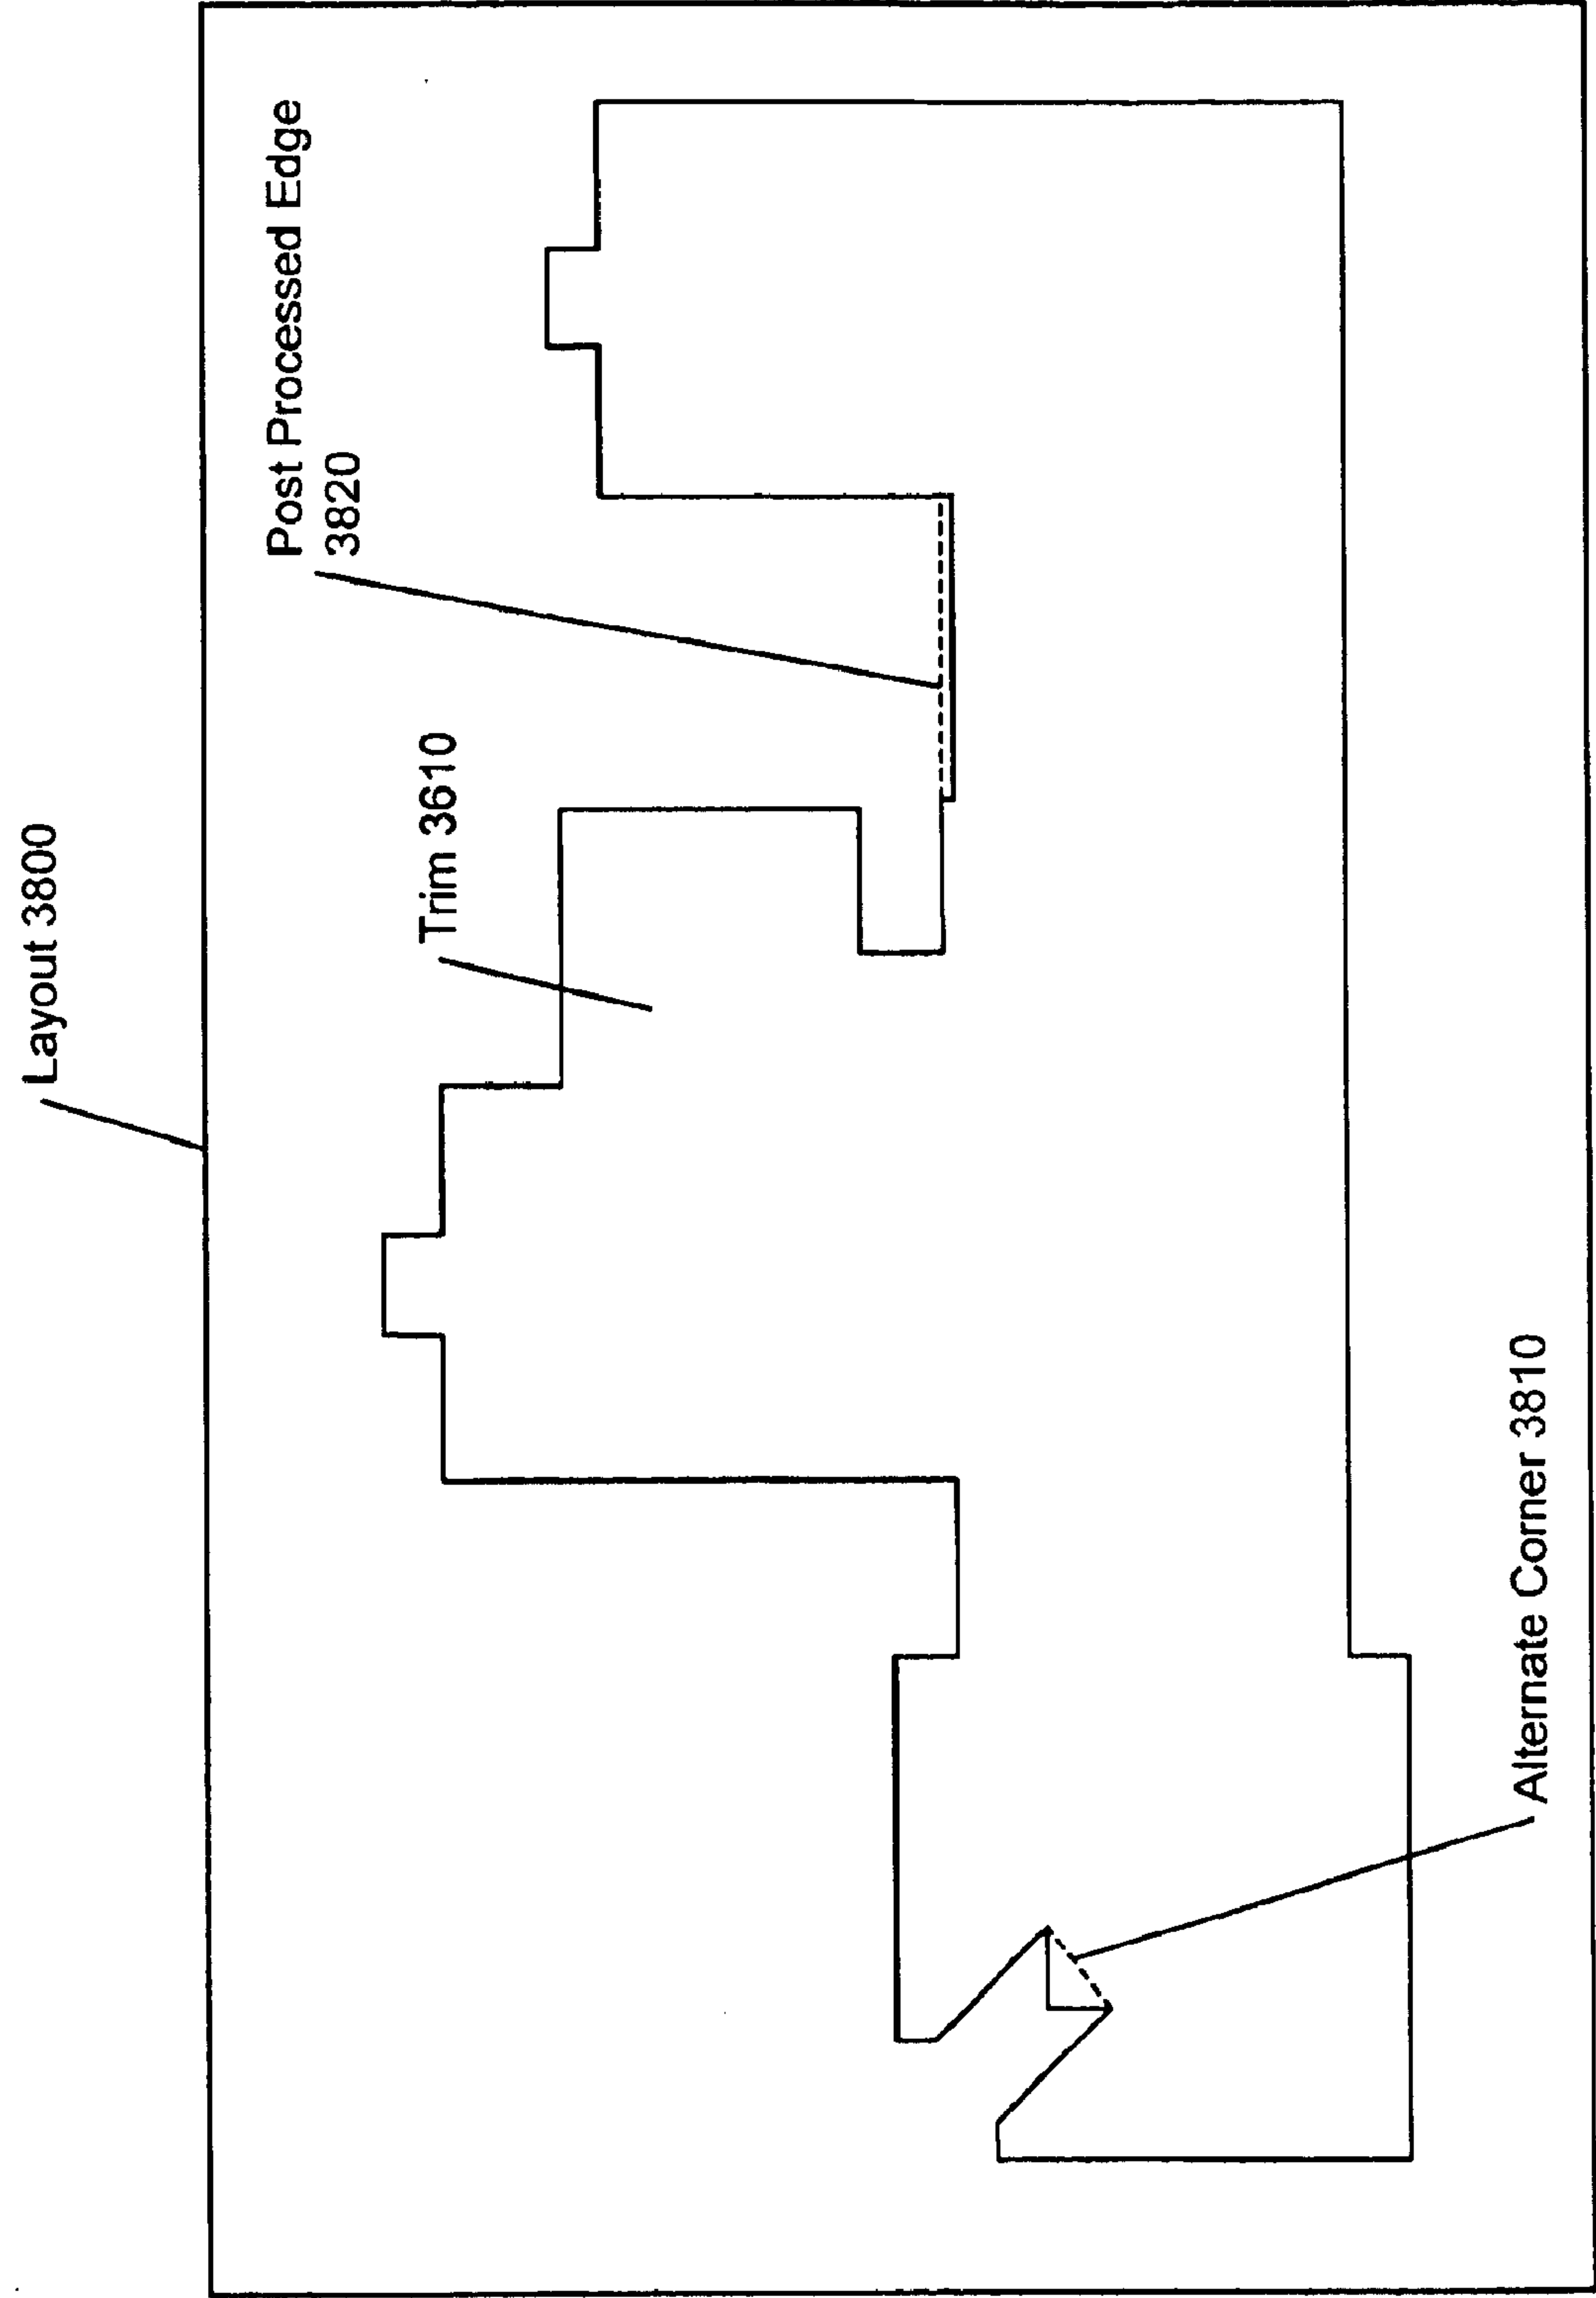 Layout 3800
Post Processed Edge
3820
Trim 3610
Alternate Corner 3810